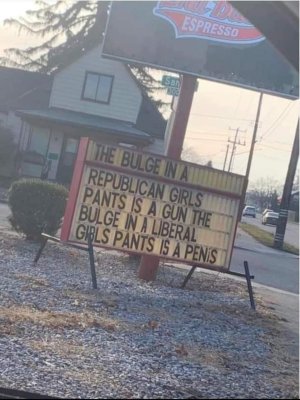 ESPRESSO
THE BULGE IN A
REPUBLICAN GIRLS
PANTS IS A GUN THE
BULGE IN A LIBERAL
GIRLS PANTS IS A PENIS